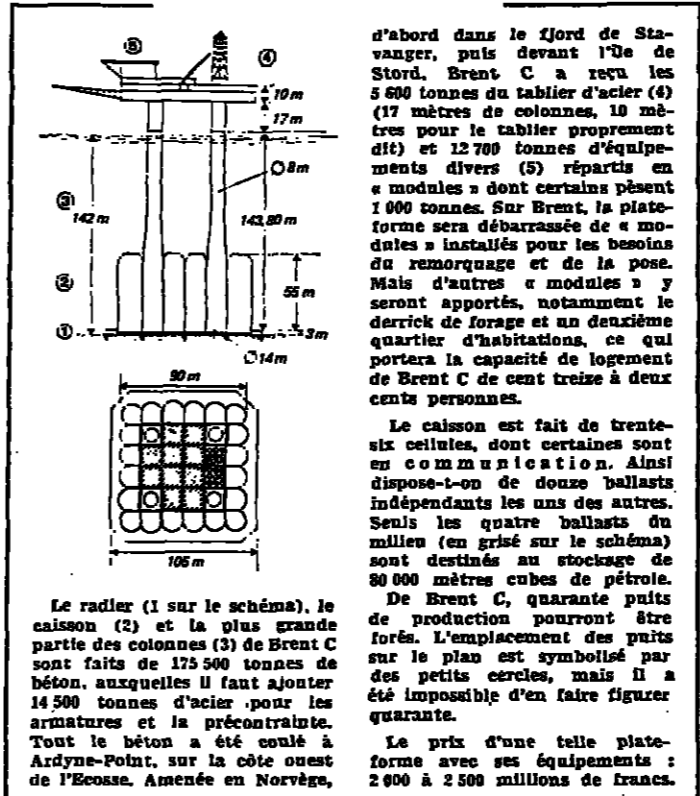 ⑤
④
10 m
17 m
∅ 8 m
③
142 m
143,80 m
②
55 m
①
3 m
∅ 14 m
90 m
106 m
Le radier (1 sur le schéma), le
caisson (2) et la plus grande
partie des colonnes (3) de Brent C
sont faits de 175 500 tonnes de
béton, auxquelles il faut ajouter
14 500 tonnes d'acier pour les
armatures et la précontrainte.
Tout le béton a été coulé à
Ardyne-Point, sur la côte ouest
de l'Ecosse. Amenée en Norvège,
d'abord dans le fjord de Sta-
vanger, puis devant l'île de
Stord, Brent C a reçu les
5 600 tonnes du tablier d'acier (4)
(17 mètres de colonnes, 10 mè-
tres pour le tablier proprement
dit) et 12 700 tonnes d'équipe-
ments divers (5) répartis en
« modules » dont certains pèsent
1 000 tonnes. Sur Brent, la plate-
forme sera débarrassée de « mo-
dules » installés pour les besoins
du remorquage et de la pose.
Mais d'autres « modules » y
seront apportés, notamment le
derrick de forage et un deuxième
quartier d'habitations, ce qui
portera la capacité de logement
de Brent C de cent treize à deux
cents personnes.
Le caisson est fait de trente-
six cellules, dont certaines sont
en communication. Ainsi
dispose-t-on de douze ballasts
indépendants les uns des autres.
Seuls les quatre ballasts du
milieu (en grisé sur le schéma)
sont destinés au stockage de
80 000 mètres cubes de pétrole.
De Brent C, quarante puits
de production pourront être
forés. L'emplacement des puits
sur le plan est symbolisé par
des petits cercles, mais il a
été impossible d'en faire figurer
quarante.
Le prix d'une telle plate-
forme avec ses équipements :
2 000 à 2 500 millions de francs.